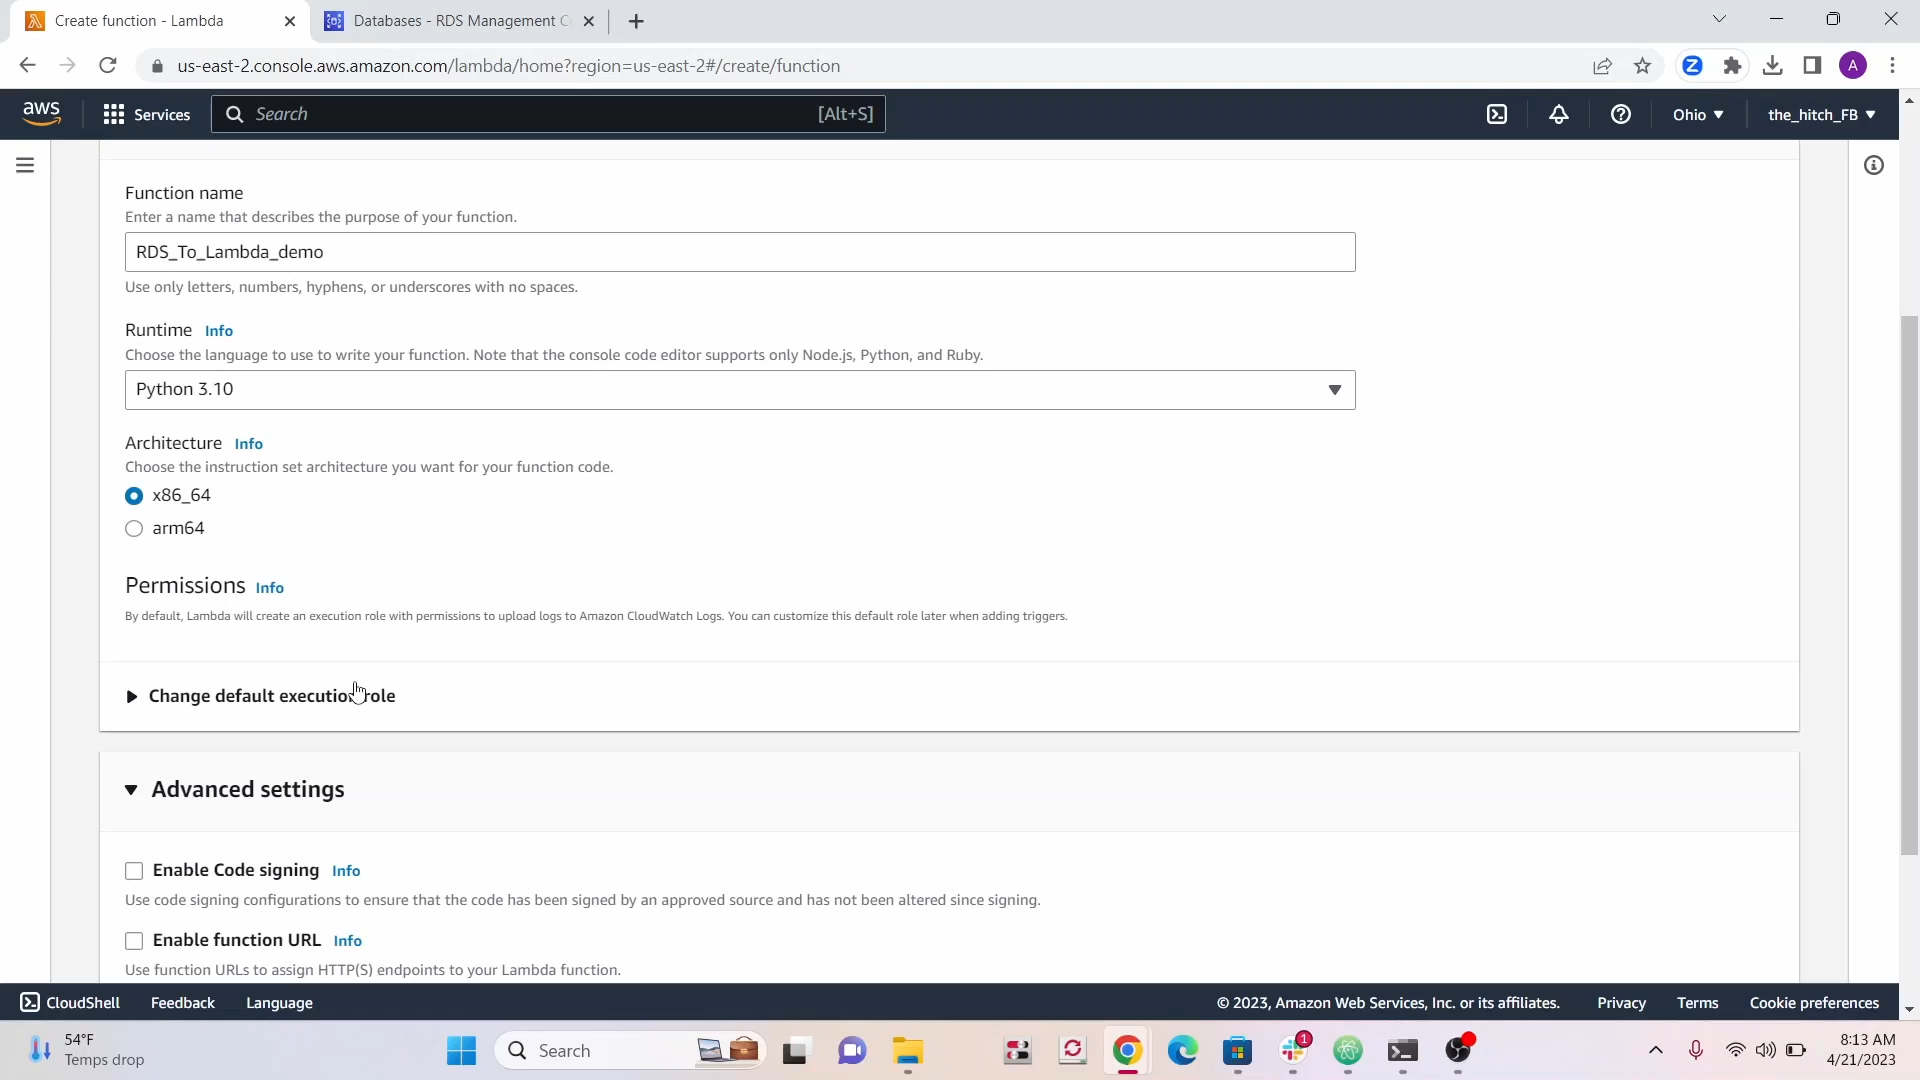 Create function - Lambda
Databases - RDS Management C
us-east-2.console.aws.amazon.com/lambda/home?region=us-east-2#/create/function
A
aws
Services
Search
[Alt+S]
Ohio
the_hitch_FB
Function name
Enter a name that describes the purpose of your function.
RDS_To_Lambda_demo
Use only letters, numbers, hyphens, or underscores with no spaces.
Runtime Info
Choose the language to use to write your function. Note that the console code editor supports only Node.js, Python, and Ruby.
Python 3.10
Architecture Info
Choose the instruction set architecture you want for your function code.
x86_64
arm64
Permissions Info
By default, Lambda will create an execution role with permissions to upload logs to Amazon CloudWatch Logs. You can customize this default role later when adding triggers.
Change default execution role
Advanced settings
Enable Code signing Info
Use code signing configurations to ensure that the code has been signed by an approved source and has not been altered since signing.
Enable function URL Info
Use function URLs to assign HTTP(S) endpoints to your Lambda function.
CloudShell Feedback Language
© 2023, Amazon Web Services, Inc. or its affiliates. Privacy Terms Cookie preferences
54°F
Temps drop
Search
1
8:13 AM
4/21/2023